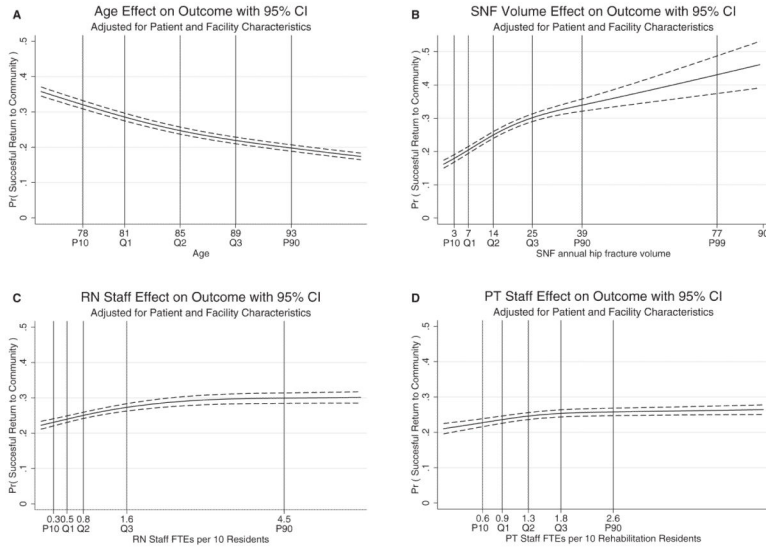 A
Age Effect on Outcome with 95% CI
Adjusted for Patient and Facility Characteristics
Pr( Succesful Return to Community )
.5
.4
.3
.2
.1
0
78 81 85 89 93
P10 Q1 Q2 Q3 P90
Age
B
SNF Volume Effect on Outcome with 95% CI
Adjusted for Patient and Facility Characteristics
Pr( Succesful Return to Community )
.5
.4
.3
.2
.1
0
3 7 14 25 39 77 90
P10 Q1 Q2 Q3 P90 P99
SNF annual hip fracture volume
C
RN Staff Effect on Outcome with 95% CI
Adjusted for Patient and Facility Characteristics
Pr( Succesful Return to Community )
.5
.4
.3
.2
.1
0
0.3 0.5 0.8 1.6 4.5
P10 Q1 Q2 Q3 P90
RN Staff FTEs per 10 Residents
D
PT Staff Effect on Outcome with 95% CI
Adjusted for Patient and Facility Characteristics
Pr( Succesful Return to Community )
.5
.4
.3
.2
.1
0
0.6 0.9 1.3 1.8 2.6
P10 Q1 Q2 Q3 P90
PT Staff FTEs per 10 Rehabilitation Residents